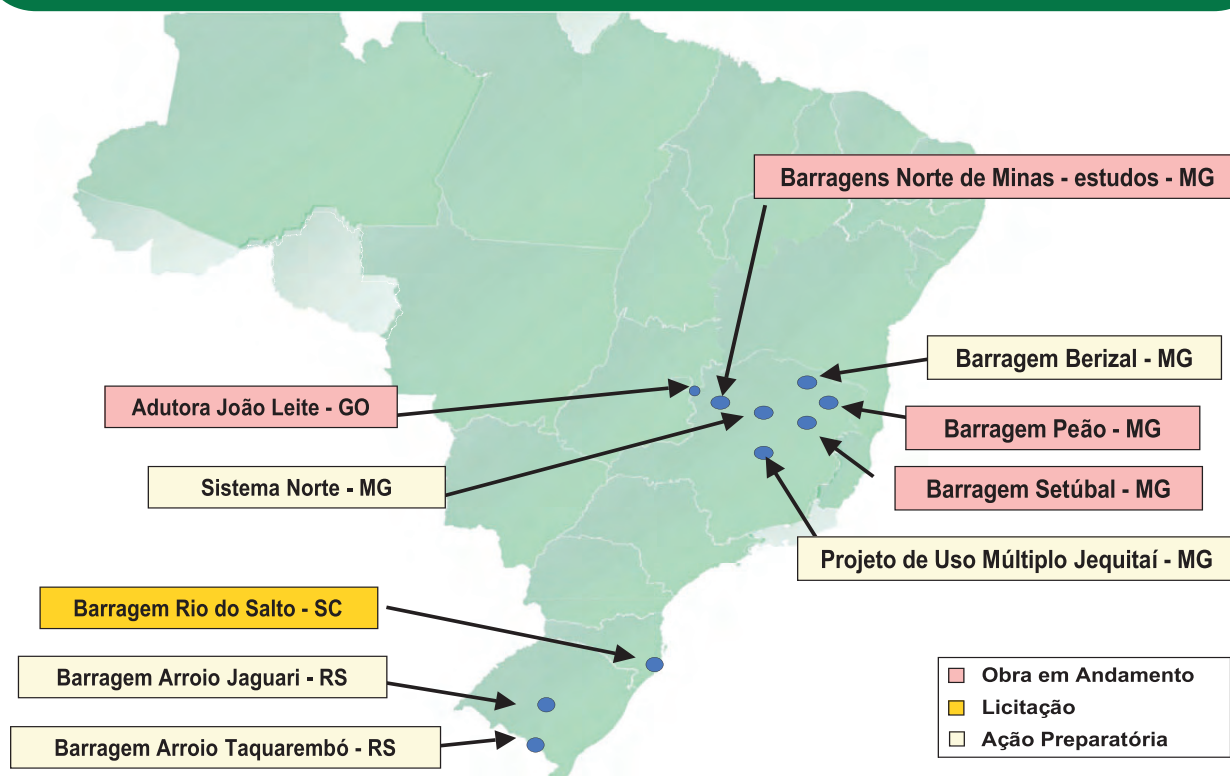 Barragens Norte de Minas - estudos - MG
Barragem Berizal - MG
Adutora João Leite - GO
Barragem Peão - MG
Sistema Norte - MG
Barragem Setúbal - MG
Projeto de Uso Múltiplo Jequitaí - MG
Barragem Rio do Salto - SC
Barragem Arroio Jaguari - RS
Barragem Arroio Taquarembó - RS
Obra em Andamento
Licitação
Ação Preparatória